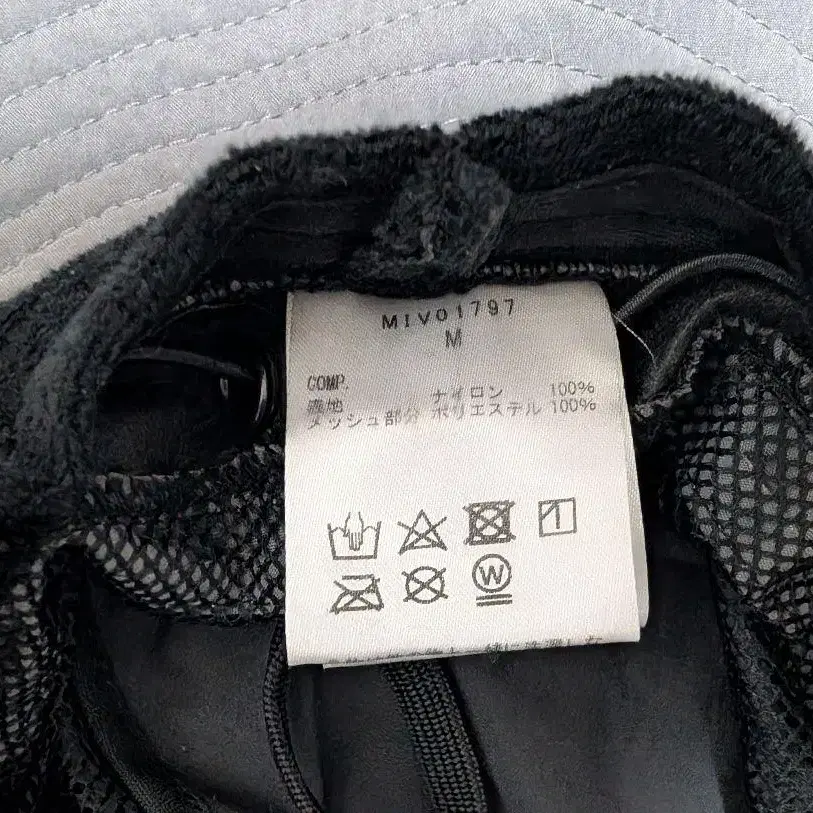 MIV01797
M
COMP.
表地 ナイロン 100%
メッシュ部分 ポリエステル 100%
W